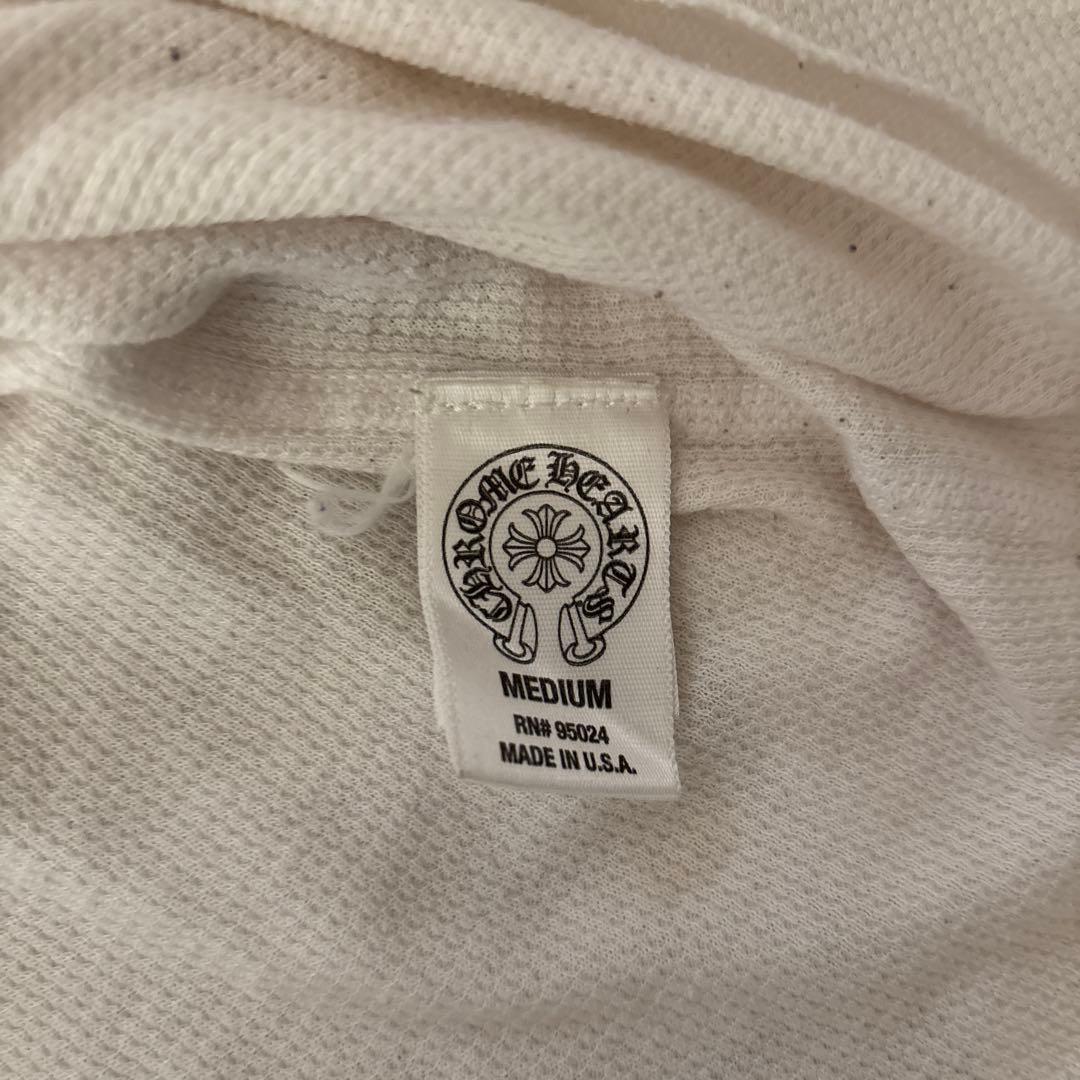 CHROME HEARTS
MEDIUM
RN# 95024
MADE IN U.S.A.